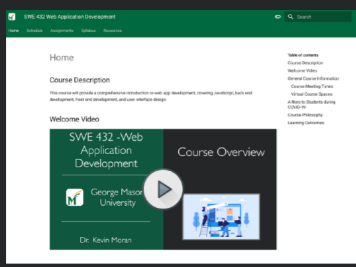 SWE 432 Web Application Development
Search
Home Schedule Assignments Syllabus Resources
Home
Course Description
This course will provide a comprehensive introduction to web app development, covering JavaScript, back-end
development, front-end development, and user interface design.
Welcome Video
SWE 432 -Web
Application
Development
George Mason
University
Dr. Kevin Moran
Course Overview
Table of contents
Course Description
Welcome Video
General Course Information
Course Meeting Times
Virtual Course Spaces
A Note to Students during
COVID-19
Course Philosophy
Learning Outcomes